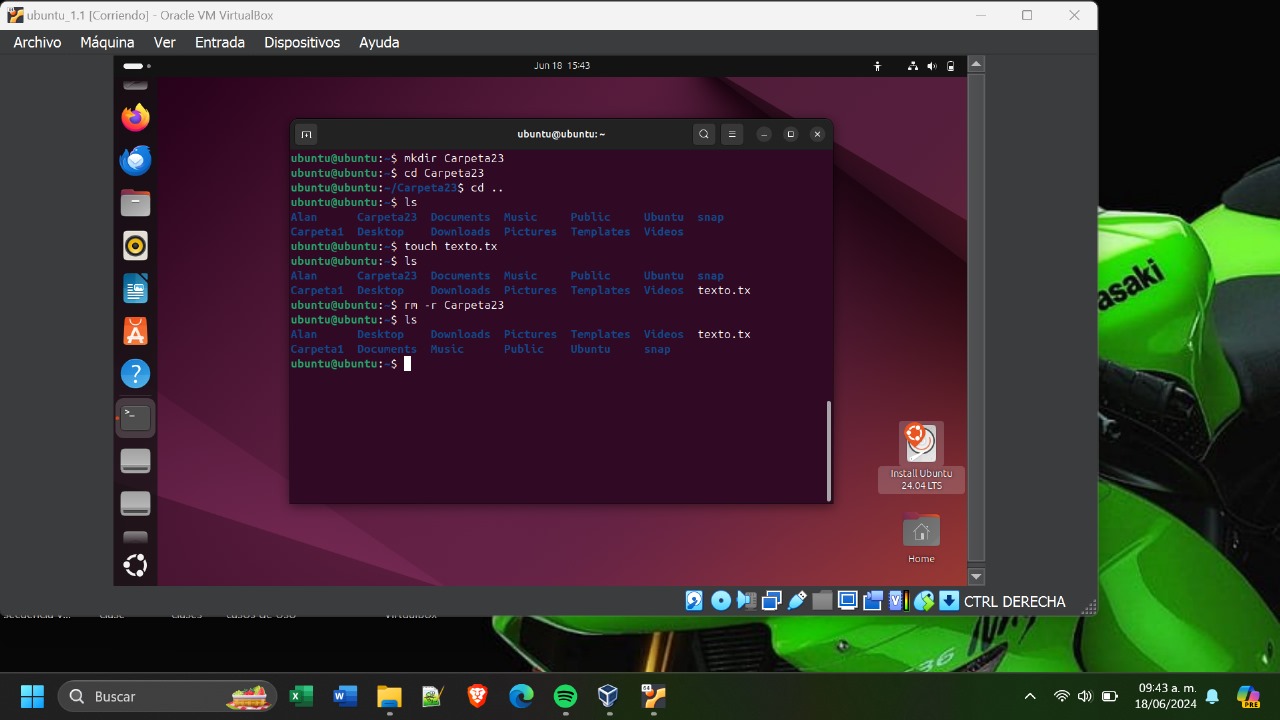 ubuntu_1.1 [Corriendo] - Oracle VM VirtualBox
Archivo Máquina Ver Entrada Dispositivos Ayuda
Jun 18 15:43
ubuntu@ubuntu: ~
ubuntu@ubuntu:~$ mkdir Carpeta23
ubuntu@ubuntu:~$ cd Carpeta23
ubuntu@ubuntu:~/Carpeta23$ cd ..
ubuntu@ubuntu:~$ ls
Alan Carpeta23 Documents Music Public Ubuntu snap
Carpeta1 Desktop Downloads Pictures Templates Videos
ubuntu@ubuntu:~$ touch texto.tx
ubuntu@ubuntu:~$ ls
Alan Carpeta23 Documents Music Public Ubuntu snap
Carpeta1 Desktop Downloads Pictures Templates Videos texto.tx
ubuntu@ubuntu:~$ rm -r Carpeta23
ubuntu@ubuntu:~$ ls
Alan Desktop Downloads Pictures Templates Videos texto.tx
Carpeta1 Documents Music Public Ubuntu snap
ubuntu@ubuntu:~$
Install Ubuntu
24.04 LTS
Home
CTRL DERECHA
Buscar
09:43 a. m.
18/06/2024
PRE